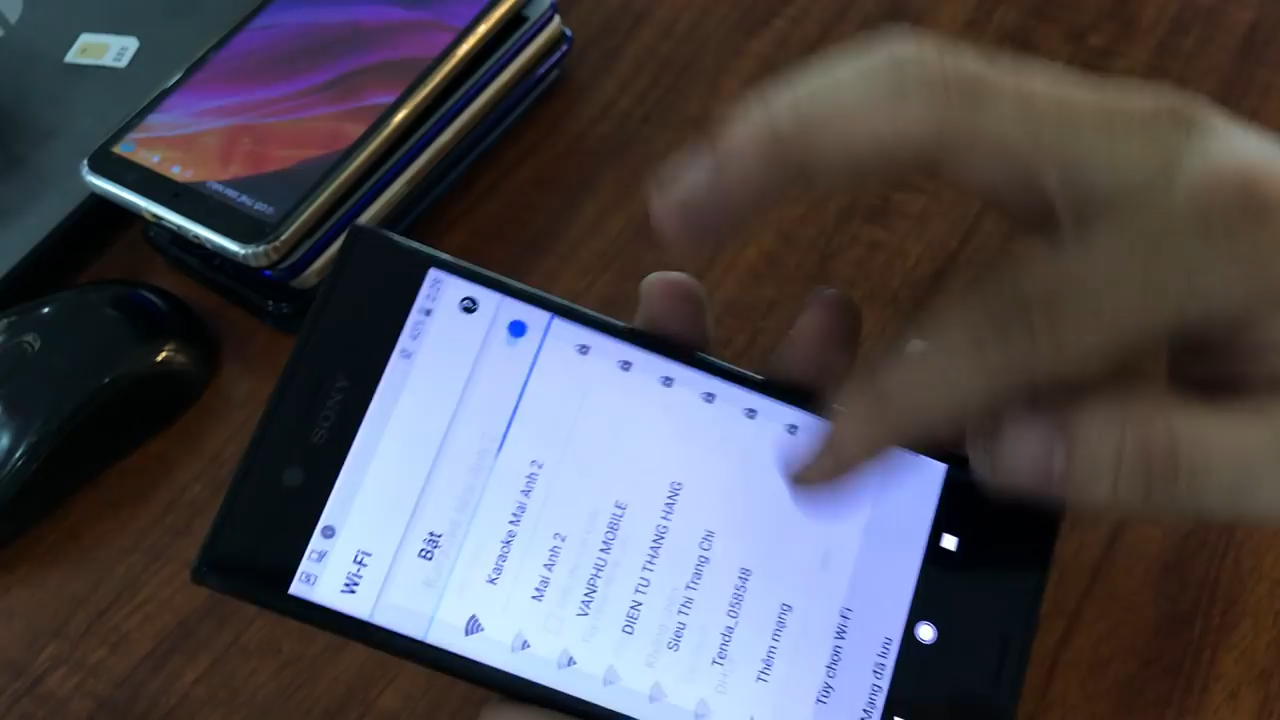 SONY
Wi-Fi
Bật
Karaoke Mai Anh 2
Mai Anh 2
VANPHU MOBILE
DIEN TU THANG HANG
Sieu Thi Trang Chi
Tenda_058548
Thêm mạng
Tùy chọn Wi-Fi
Mạng đã lưu